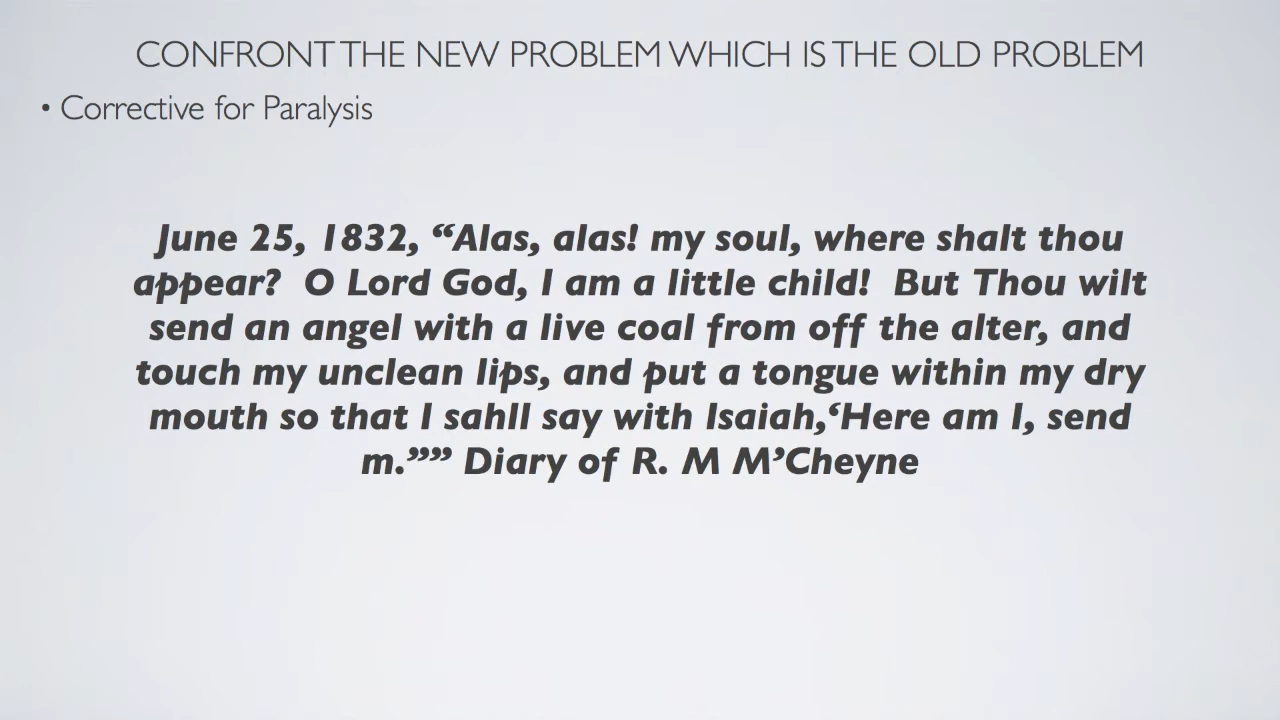 CONFRONT THE NEW PROBLEM WHICH IS THE OLD PROBLEM
• Corrective for Paralysis
June 25, 1832, “Alas, alas! my soul, where shalt thou
appear?  O Lord God, I am a little child!  But Thou wilt
send an angel with a live coal from off the alter, and
touch my unclean lips, and put a tongue within my dry
mouth so that I sahll say with Isaiah,‘Here am I, send
m.”” Diary of R. M M’Cheyne